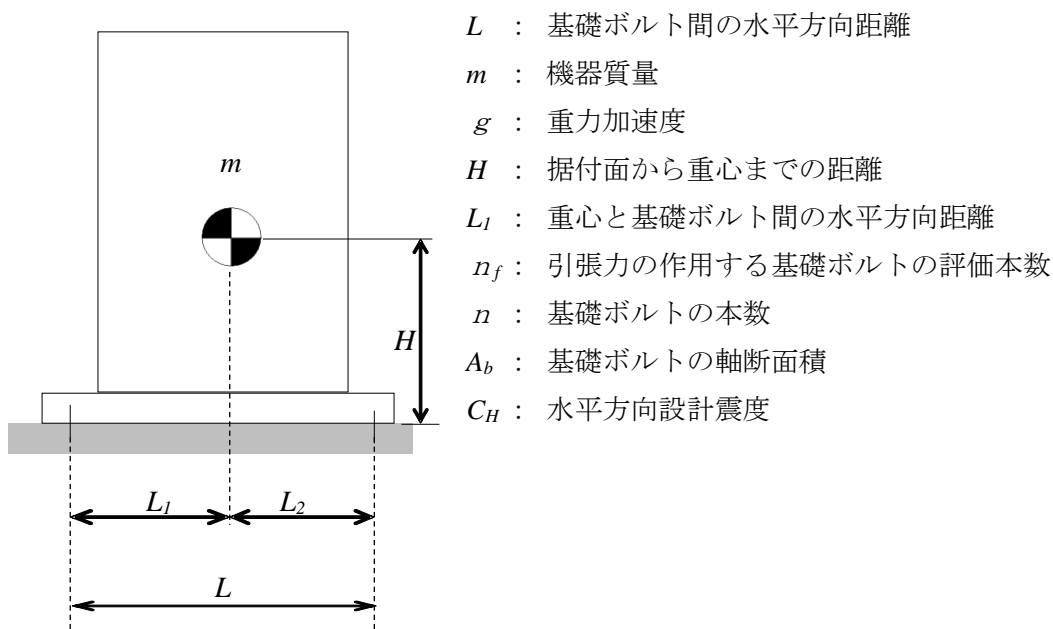 L : 基礎ボルト間の水平方向距離
m : 機器質量
g : 重力加速度
H : 据付面から重心までの距離
L1 : 重心と基礎ボルト間の水平方向距離
nf : 引張力の作用する基礎ボルトの評価本数
n : 基礎ボルトの本数
Ab : 基礎ボルトの軸断面積
CH : 水平方向設計震度
m
H
L1
L2
L